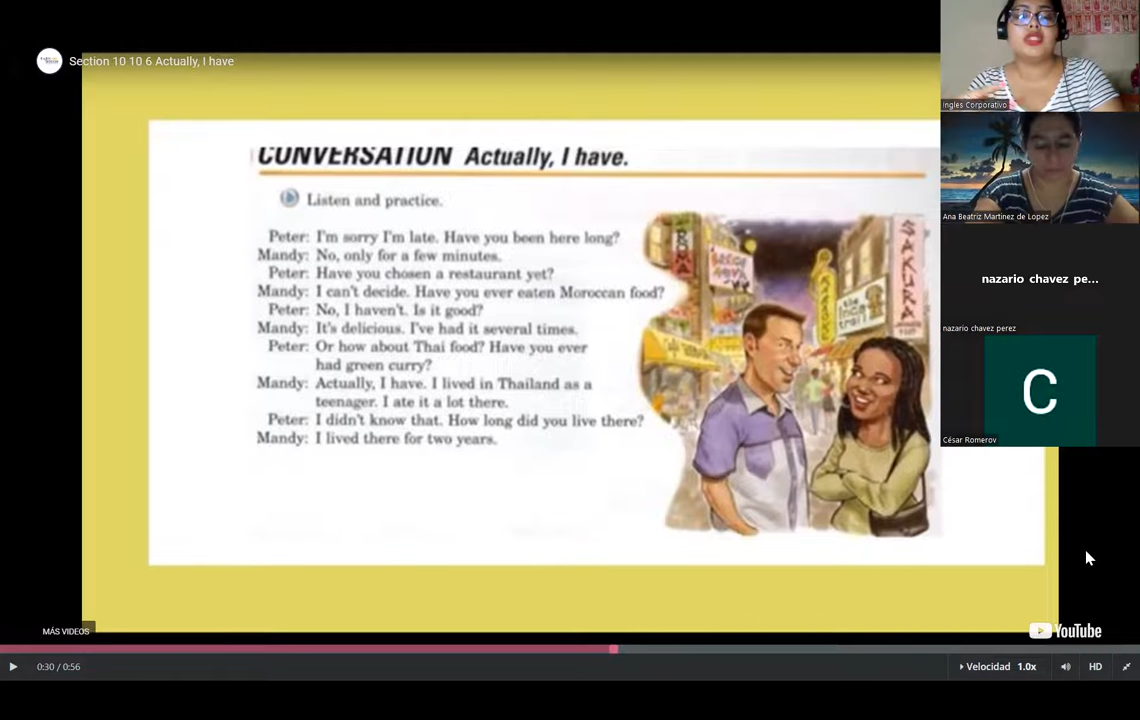 Section 10 10 6 Actually, I have
CONVERSATION Actually, I have.
Listen and practice.
Peter: I'm sorry I'm late. Have you been here long?
Mandy: No, only for a few minutes.
Peter: Have you chosen a restaurant yet?
Mandy: I can't decide. Have you ever eaten Moroccan food?
Peter: No, I haven't. Is it good?
Mandy: It's delicious. I've had it several times.
Peter: Or how about Thai food? Have you ever
had green curry?
Mandy: Actually, I have. I lived in Thailand as a
teenager. I ate it a lot there.
Peter: I didn't know that. How long did you live there?
Mandy: I lived there for two years.
SAKURA
the Inca trail
Ingles Corporativo
Ana Beatriz Martinez de Lopez
nazario chavez pe...
nazario chavez perez
C
César Romerov
MÁS VIDEOS
YouTube
0:30 / 0:56
Velocidad 1.0x
HD